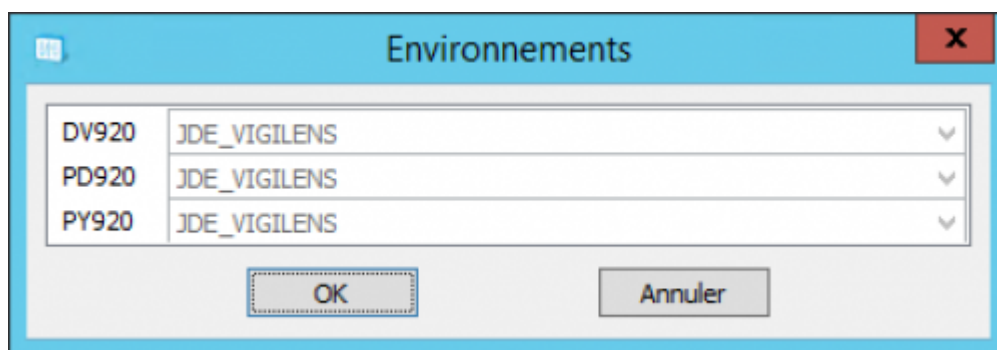 Environnements
DV920 JDE_VIGILENS
PD920 JDE_VIGILENS
PY920 JDE_VIGILENS
OK Annuler